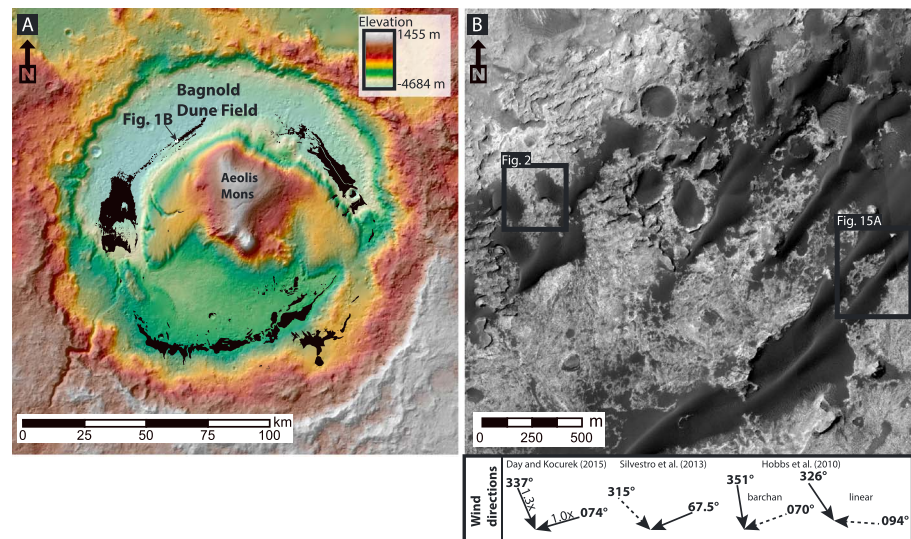 A
N
Elevation
1455 m
-4684 m
Bagnold
Dune Field
Fig. 1B
Aeolis
Mons
km
0 25 50 75 100
B
N
Fig. 2
Fig. 15A
m
0 250 500
Wind
directions
Day and Kocurek (2015) Silvestro et al. (2013) Hobbs et al. (2010)
337° 1.3x 1.0x 074°
315° 67.5°
351° barchan 070°
326° linear 094°